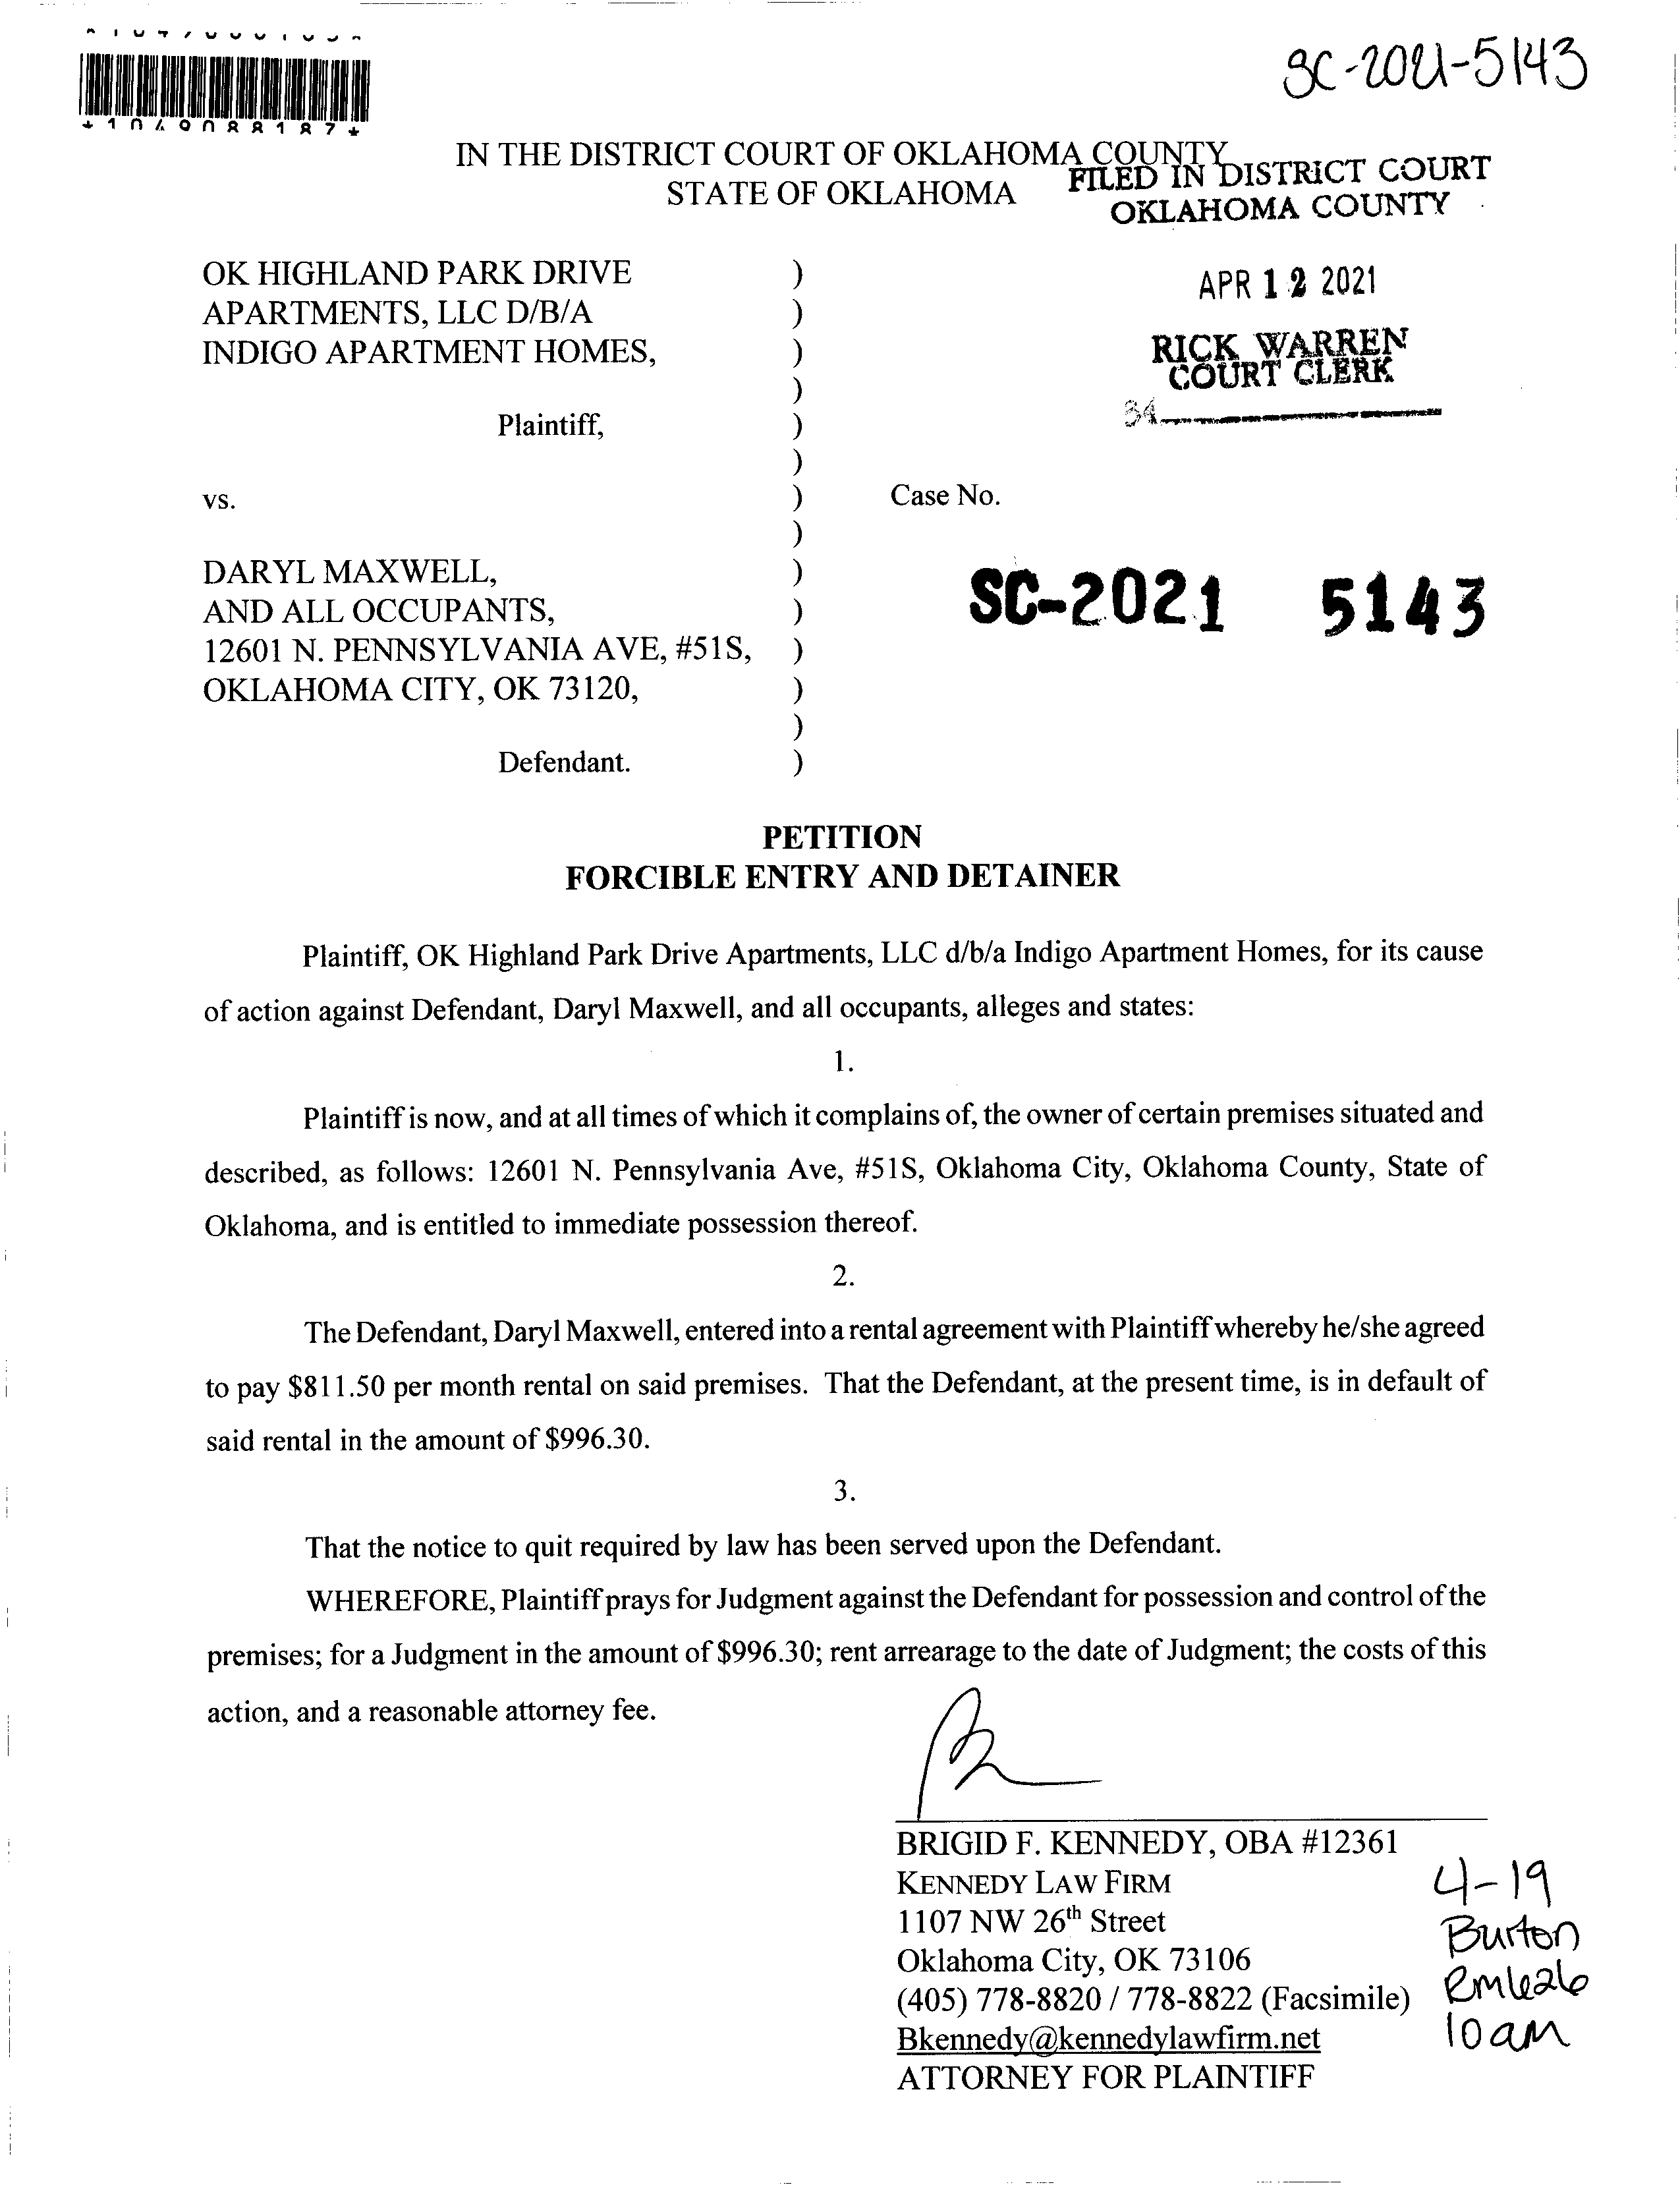 SC-2021-5143
*1049088187*
IN THE DISTRICT COURT OF OKLAHOMA COUNTY
STATE OF OKLAHOMA
FILED IN DISTRICT COURT
OKLAHOMA COUNTY
APR 12 2021
RICK WARREN
COURT CLERK
34
OK HIGHLAND PARK DRIVE )
APARTMENTS, LLC D/B/A )
INDIGO APARTMENT HOMES, )
)
Plaintiff, )
)
vs. ) Case No.
)
DARYL MAXWELL, )
AND ALL OCCUPANTS, )
12601 N. PENNSYLVANIA AVE, #51S, )
OKLAHOMA CITY, OK 73120, )
)
Defendant. )
SC-2021 5143
PETITION
FORCIBLE ENTRY AND DETAINER
Plaintiff, OK Highland Park Drive Apartments, LLC d/b/a Indigo Apartment Homes, for its cause
of action against Defendant, Daryl Maxwell, and all occupants, alleges and states:
1.
Plaintiff is now, and at all times of which it complains of, the owner of certain premises situated and
described, as follows: 12601 N. Pennsylvania Ave, #51S, Oklahoma City, Oklahoma County, State of
Oklahoma, and is entitled to immediate possession thereof.
2.
The Defendant, Daryl Maxwell, entered into a rental agreement with Plaintiff whereby he/she agreed
to pay $811.50 per month rental on said premises. That the Defendant, at the present time, is in default of
said rental in the amount of $996.30.
3.
That the notice to quit required by law has been served upon the Defendant.
WHEREFORE, Plaintiff prays for Judgment against the Defendant for possession and control of the
premises; for a Judgment in the amount of $996.30; rent arrearage to the date of Judgment; the costs of this
action, and a reasonable attorney fee.
BRIGID F. KENNEDY, OBA #12361
KENNEDY LAW FIRM
1107 NW 26th Street
Oklahoma City, OK 73106
(405) 778-8820 / 778-8822 (Facsimile)
Bkennedy@kennedylawfirm.net
ATTORNEY FOR PLAINTIFF
4-19
Burton
Rm626
10am